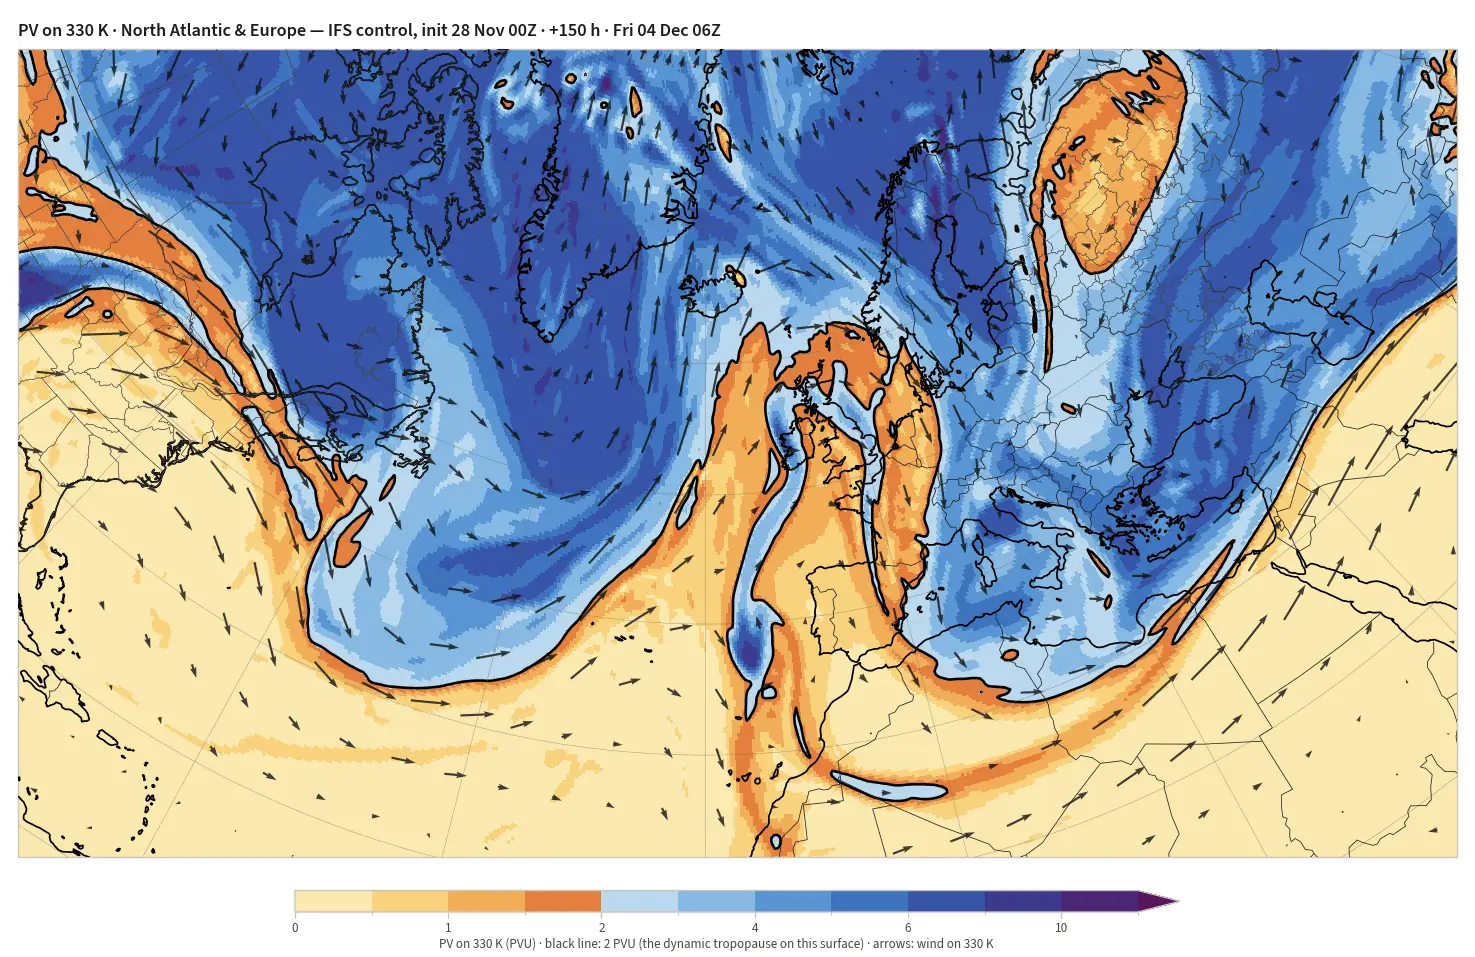 PV on 330 K · North Atlantic & Europe — IFS control, init 28 Nov 00Z · +150 h · Fri 04 Dec 06Z
0 1 2 4 6 10
PV on 330 K (PVU) · black line: 2 PVU (the dynamic tropopause on this surface) · arrows: wind on 330 K